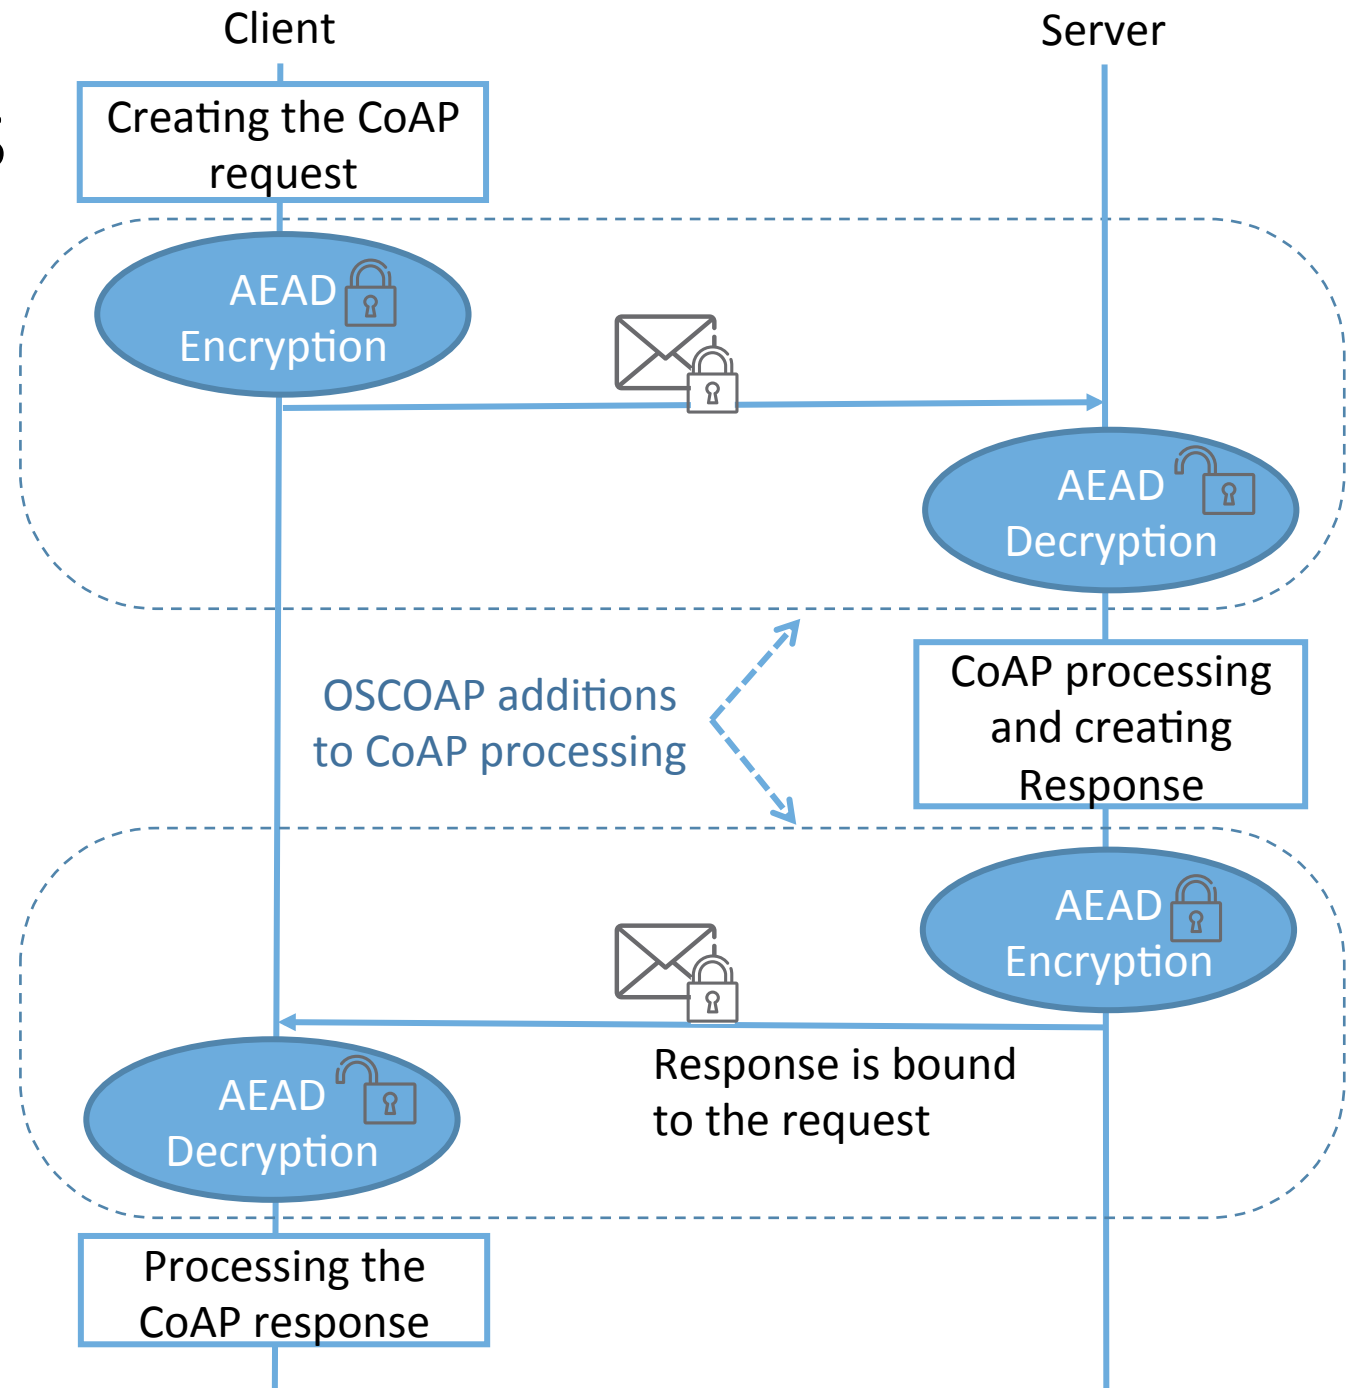 Client
Server
Creating the CoAP
request
AEAD
Encryption
AEAD
Decryption
OSCOAP additions
to CoAP processing
CoAP processing
and creating
Response
AEAD
Encryption
Response is bound
to the request
AEAD
Decryption
Processing the
CoAP response